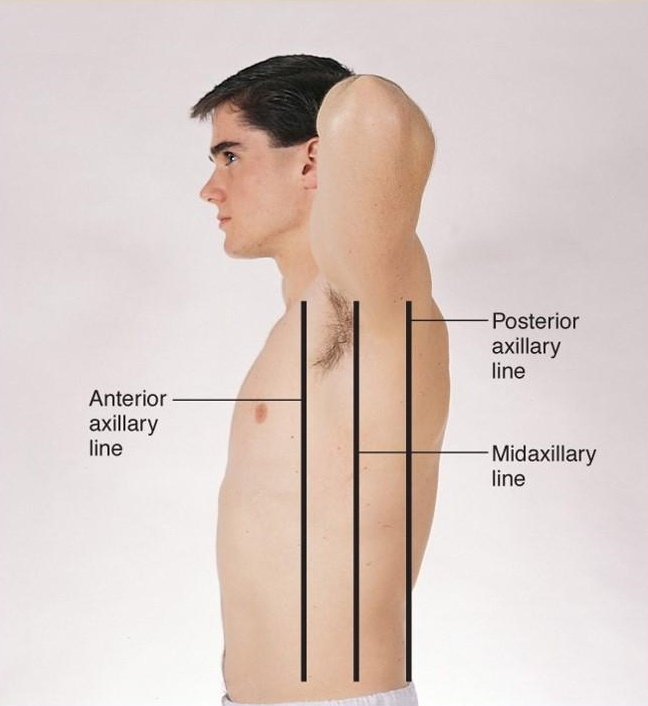 Posterior
axillary
line
Anterior
axillary
line
Midaxillary
line